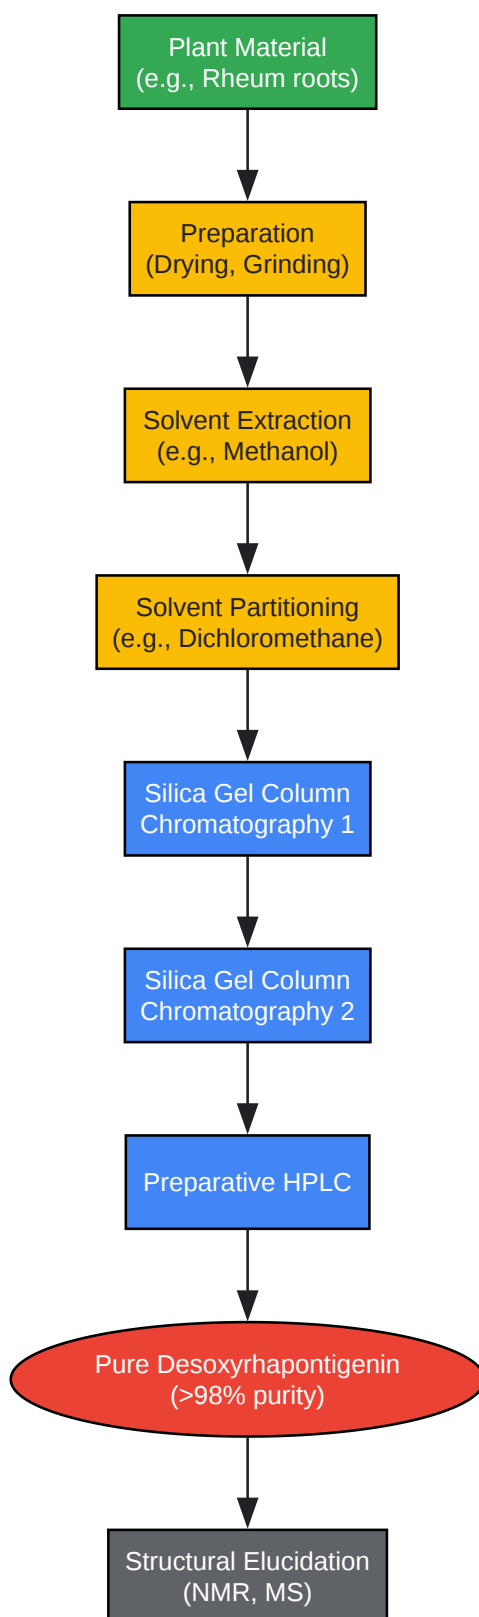 Plant Material
(e.g., Rheum roots)
Preparation
(Drying, Grinding)
Solvent Extraction
(e.g., Methanol)
Solvent Partitioning
(e.g., Dichloromethane)
Silica Gel Column
Chromatography 1
Silica Gel Column
Chromatography 2
Preparative HPLC
Pure Desoxyrhapontigenin
(>98% purity)
Structural Elucidation
(NMR, MS)